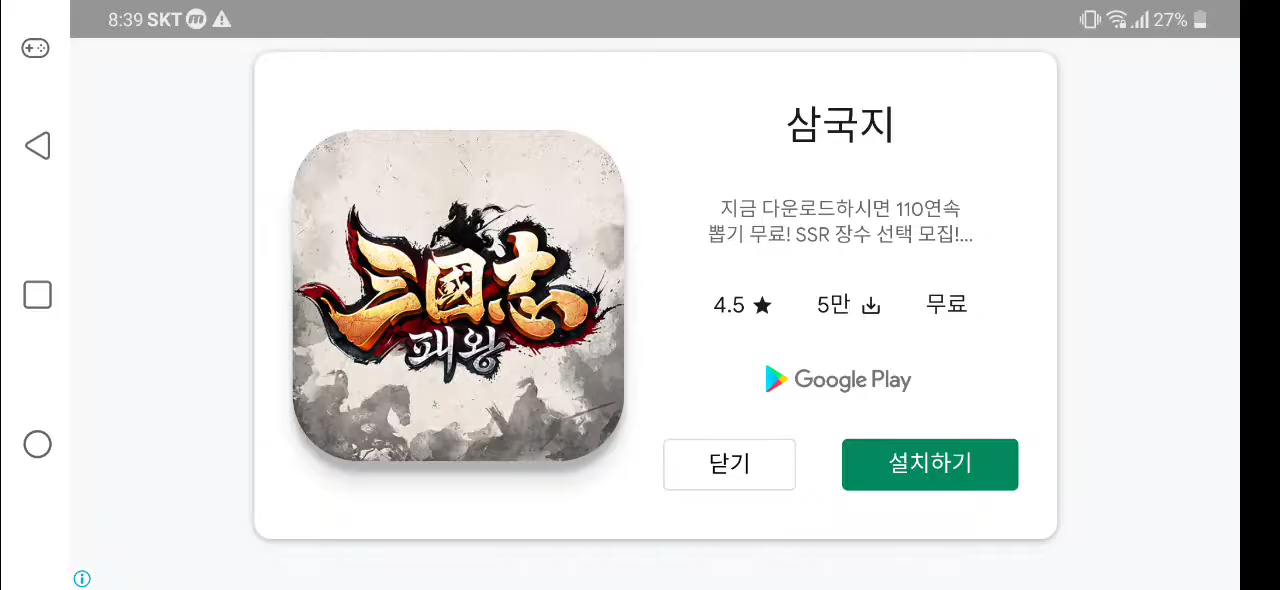 8:39 SKT
27%
삼국지
지금 다운로드하시면 110연속
뽑기 무료! SSR 장수 선택 모집!...
4.5 5만 무료
Google Play
닫기 설치하기
三國志
패왕